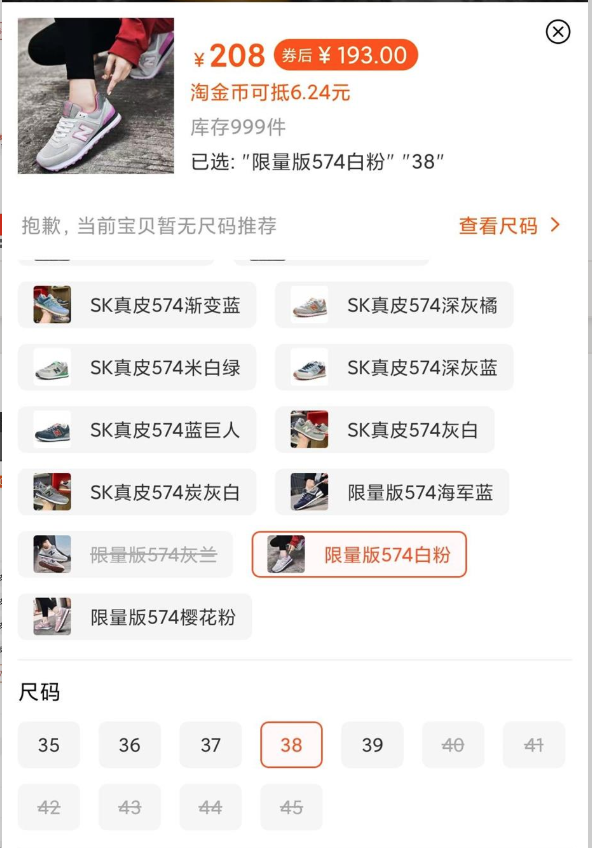 ¥208 券后 ¥193.00
淘金币可抵6.24元
库存999件
已选: "限量版574白粉" "38"
抱歉, 当前宝贝暂无尺码推荐 查看尺码
SK真皮574渐变蓝 SK真皮574深灰橘
SK真皮574米白绿 SK真皮574深灰蓝
SK真皮574蓝巨人 SK真皮574灰白
SK真皮574炭灰白 限量版574海军蓝
限量版574灰兰 限量版574白粉
限量版574樱花粉
尺码
35 36 37 38 39 40 41
42 43 44 45